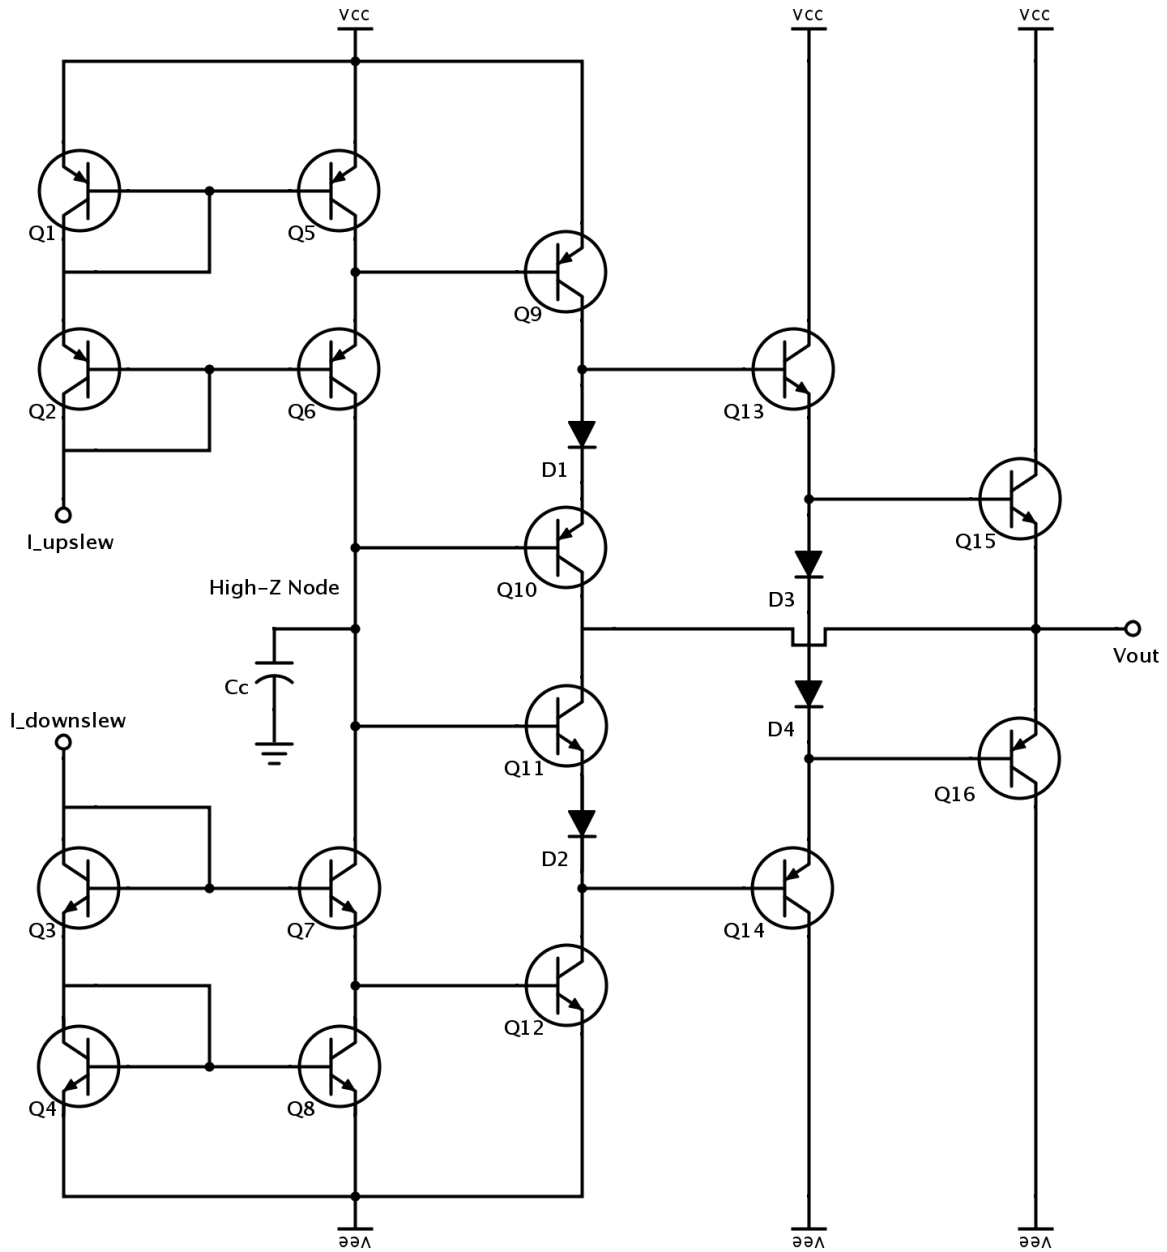 Vcc
Vcc
Vcc
Q1
Q5
Q9
Q2
Q6
Q13
D1
I_upslew
Q15
High-Z Node
Q10
D3
Vout
Cc
I_downslew
D4
Q11
Q16
D2
Q3
Q7
Q14
Q12
Q4
Q8
Vee
Vee
Vee